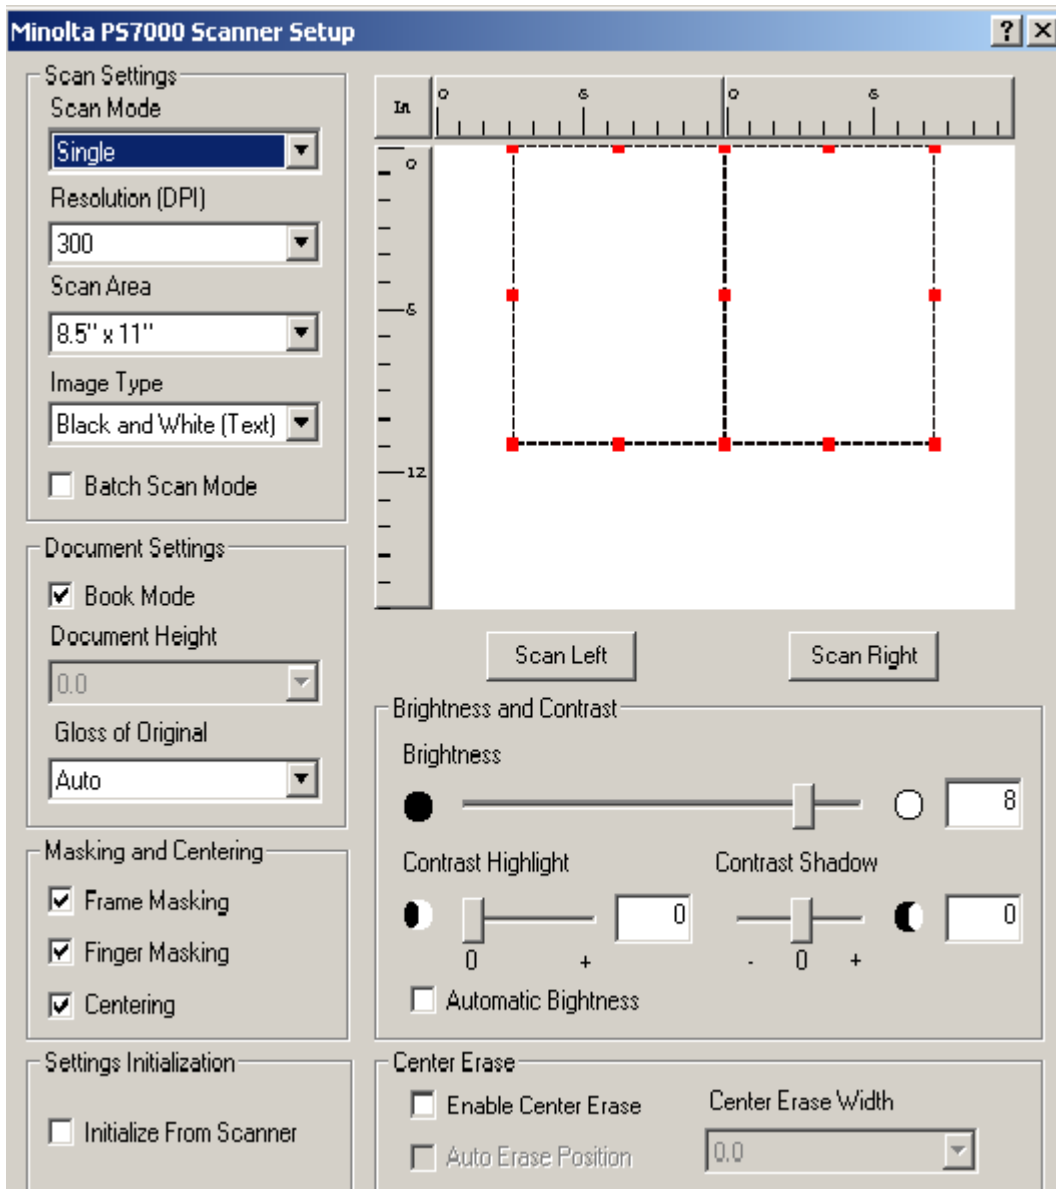 Minolta PS7000 Scanner Setup
Scan Settings
Scan Mode
Single
Resolution (DPI)
300
Scan Area
8.5" x 11"
Image Type
Black and White (Text)
Batch Scan Mode
Document Settings
Book Mode
Document Height
0.0
Gloss of Original
Auto
Masking and Centering
Frame Masking
Finger Masking
Centering
Settings Initialization
Initialize From Scanner
In
0 6 0 6
0
6
12
Scan Left Scan Right
Brightness and Contrast
Brightness
8
Contrast Highlight Contrast Shadow
0 0
0 + - 0 +
Automatic Bightness
Center Erase
Enable Center Erase Center Erase Width
Auto Erase Position 0.0